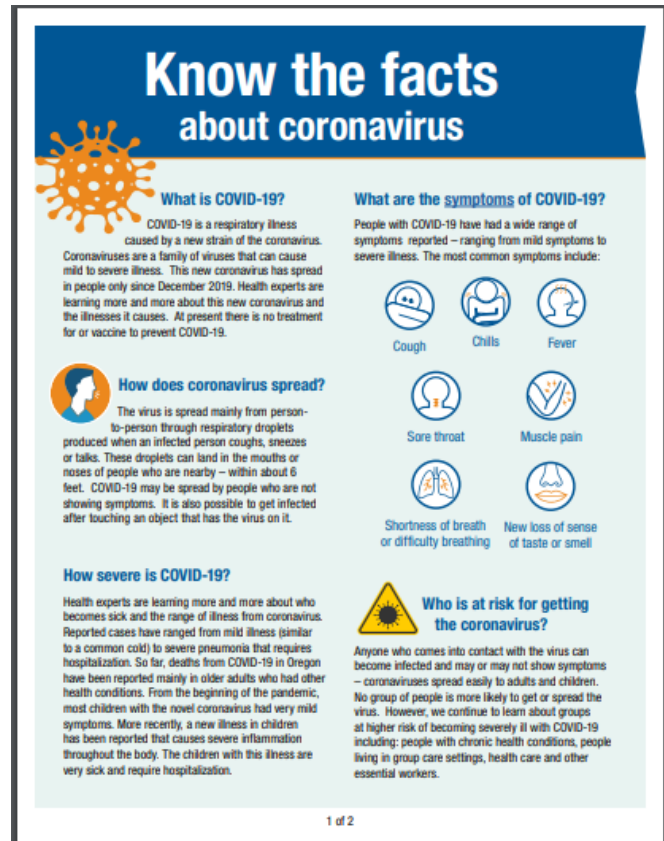 Know the facts
about coronavirus
What is COVID-19?
COVID-19 is a respiratory illness
caused by a new strain of the coronavirus.
Coronaviruses are a family of viruses that can cause
mild to severe illness. This new coronavirus has spread
in people only since December 2019. Health experts are
learning more and more about this new coronavirus and
the illnesses it causes. At present there is no treatment
for or vaccine to prevent COVID-19.
How does coronavirus spread?
The virus is spread mainly from person-
to-person through respiratory droplets
produced when an infected person coughs, sneezes
or talks. These droplets can land in the mouths or
noses of people who are nearby – within about 6
feet. COVID-19 may be spread by people who are not
showing symptoms. It is also possible to get infected
after touching an object that has the virus on it.
How severe is COVID-19?
Health experts are learning more and more about who
becomes sick and the range of illness from coronavirus.
Reported cases have ranged from mild illness (similar
to a common cold) to severe pneumonia that requires
hospitalization. So far, deaths from COVID-19 in Oregon
have been reported mainly in older adults who had other
health conditions. From the beginning of the pandemic,
most children with the novel coronavirus had very mild
symptoms. More recently, a new illness in children
has been reported that causes severe inflammation
throughout the body. The children with this illness are
very sick and require hospitalization.
What are the symptoms of COVID-19?
People with COVID-19 have had a wide range of
symptoms reported – ranging from mild symptoms to
severe illness. The most common symptoms include:
Cough
Chills
Fever
Sore throat
Muscle pain
Shortness of breath
or difficulty breathing
New loss of sense
of taste or smell
Who is at risk for getting
the coronavirus?
Anyone who comes into contact with the virus can
become infected and may or may not show symptoms
– coronaviruses spread easily to adults and children.
No group of people is more likely to get or spread the
virus. However, we continue to learn about groups
at higher risk of becoming severely ill with COVID-19
including: people with chronic health conditions, people
living in group care settings, health care and other
essential workers.
1 of 2